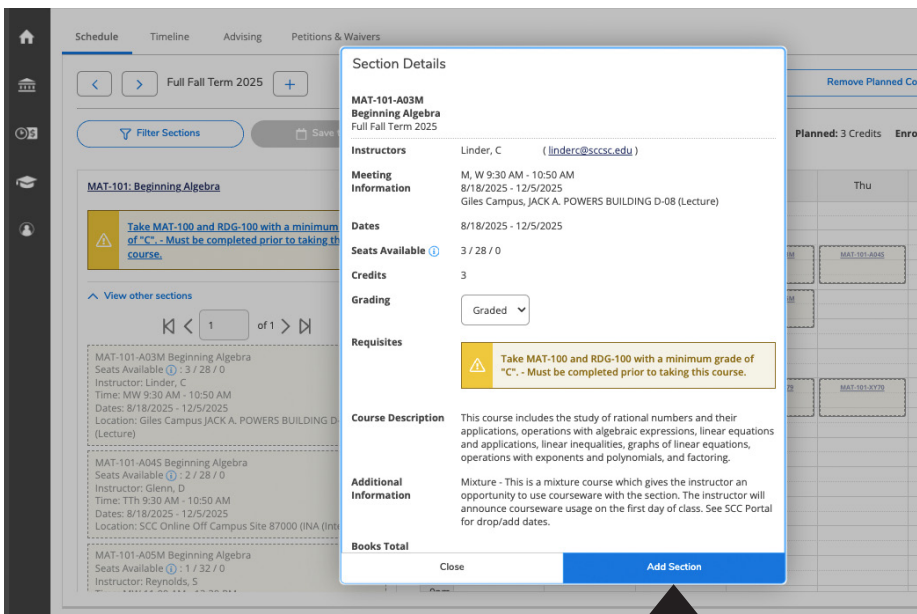 Schedule Timeline Advising Petitions & Waivers
Full Fall Term 2025
Remove Planned
Filter Sections
Save
Planned: 3 Credits
MAT-101: Beginning Algebra
Thu
Take MAT-100 and RDG-100 with a minimum
of "C". - Must be completed prior to taking
course.
MAT-101-A04S
View other sections
1 of 1
MAT-101-XY70
MAT-101-A03M Beginning Algebra
Seats Available : 3 / 28 / 0
Instructor: Linder, C
Time: MW 9:30 AM - 10:50 AM
Dates: 8/18/2025 - 12/5/2025
Location: Giles Campus JACK A. POWERS BUILDING
(Lecture)
MAT-101-A04S Beginning Algebra
Seats Available : 2 / 28 / 0
Instructor: Glenn, D
Time: TTh 9:30 AM - 10:50 AM
Dates: 8/18/2025 - 12/5/2025
Location: SCC Online Off Campus Site 87000 (INA
MAT-101-A05M Beginning Algebra
Seats Available : 1 / 32 / 0
Instructor: Reynolds, S
Section Details
MAT-101-A03M
Beginning Algebra
Full Fall Term 2025
Instructors Linder, C ( linderc@sccsc.edu )
Meeting Information M, W 9:30 AM - 10:50 AM
8/18/2025 - 12/5/2025
Giles Campus, JACK A. POWERS BUILDING D-08 (Lecture)
Dates 8/18/2025 - 12/5/2025
Seats Available 3 / 28 / 0
Credits 3
Grading Graded
Requisites
Take MAT-100 and RDG-100 with a minimum grade of
"C". - Must be completed prior to taking this course.
Course Description This course includes the study of rational numbers and their
applications, operations with algebraic expressions, linear equations
and applications, linear inequalities, graphs of linear equations,
operations with exponents and polynomials, and factoring.
Additional Information Mixture - This is a mixture course which gives the instructor an
opportunity to use courseware with the section. The instructor will
announce courseware usage on the first day of class. See SCC Portal
for drop/add dates.
Books Total
Close Add Section